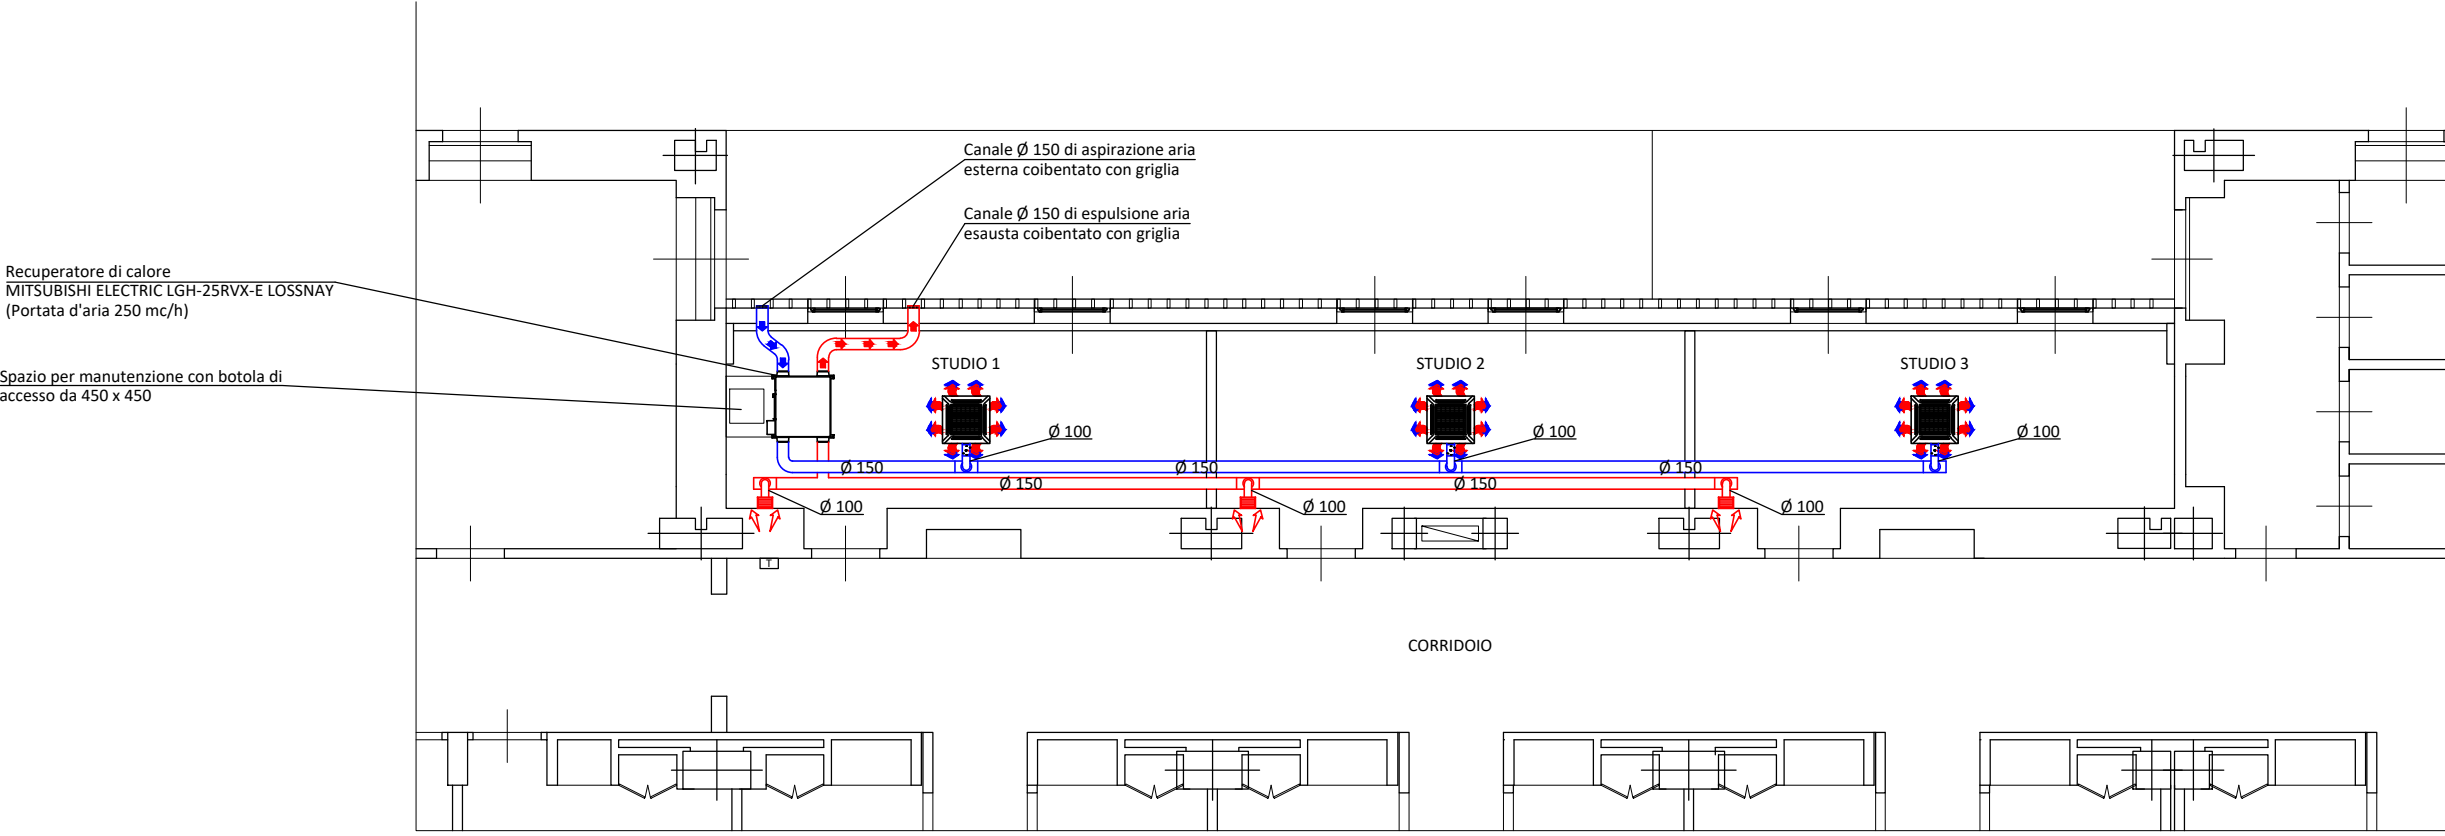 Canale Ø 150 di aspirazione aria
esterna coibentato con griglia
Canale Ø 150 di espulsione aria
esausta coibentato con griglia
Recuperatore di calore
MITSUBISHI ELECTRIC LGH-25RVX-E LOSSNAY
(Portata d'aria 250 mc/h)
Spazio per manutenzione con botola di
accesso da 450 x 450
STUDIO 1
STUDIO 2
STUDIO 3
Ø 100
Ø 100
Ø 100
Ø 150
Ø 150
Ø 150
Ø 150
Ø 150
Ø 100
Ø 100
Ø 100
T
CORRIDOIO